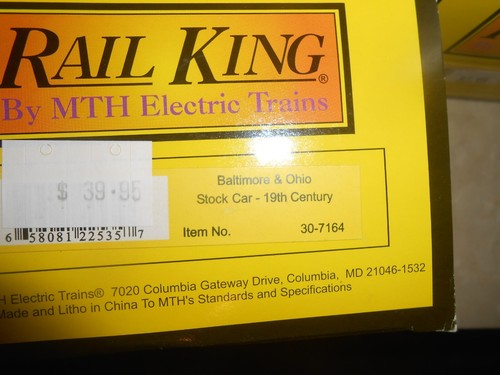 RAIL KING®
By MTH Electric Trains
$ 39.95
Baltimore & Ohio
Stock Car - 19th Century
6 58081 22535 7
Item No. 30-7164
H Electric Trains® 7020 Columbia Gateway Drive, Columbia, MD 21046-1532
Made and Litho in China To MTH's Standards and Specifications